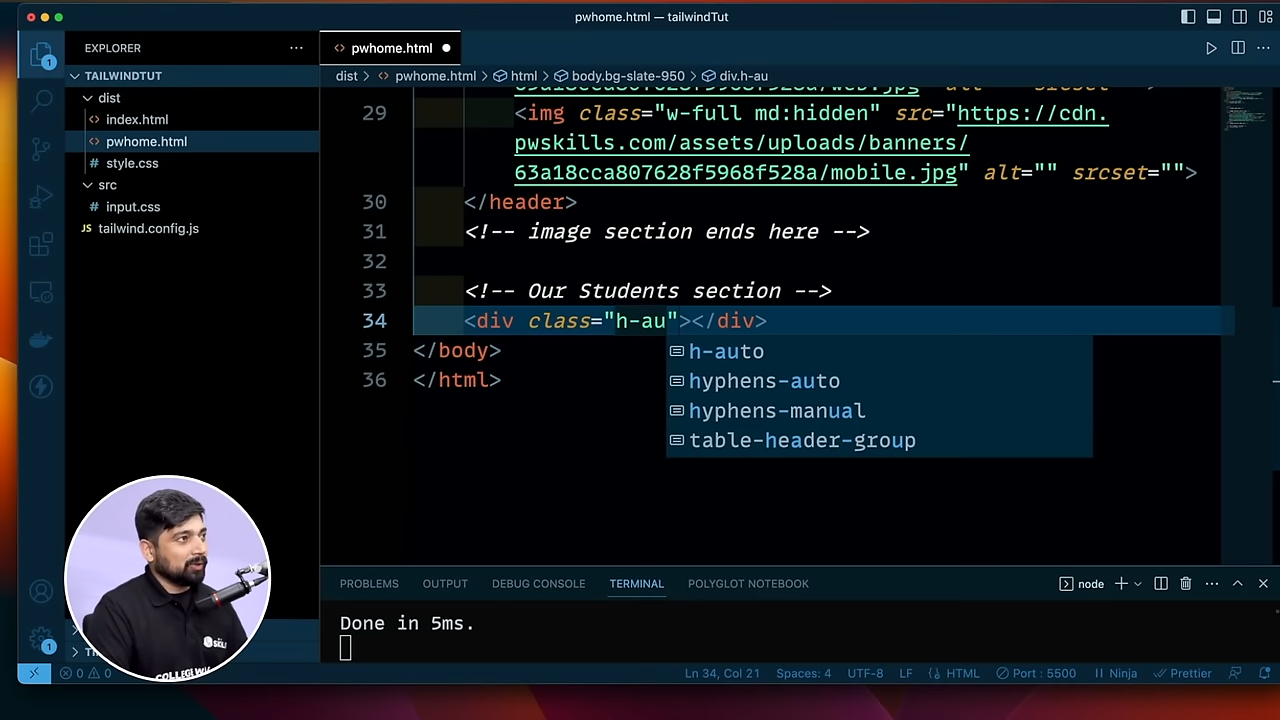 pwhome.html — tailwindTut
EXPLORER
pwhome.html
TAILWINDTUT
dist
index.html
pwhome.html
style.css
src
input.css
tailwind.config.js
dist > pwhome.html > html > body.bg-slate-950 > div.h-au
29 <img class="w-full md:hidden" src="https://cdn.
pwskills.com/assets/uploads/banners/
63a18cca807628f5968f528a/mobile.jpg" alt="" srcset="">
30 </header>
31 <!-- image section ends here -->
32
33 <!-- Our Students section -->
34 <div class="h-au"></div>
35 </body>
36 </html>
h-auto
hyphens-auto
hyphens-manual
table-header-group
PROBLEMS OUTPUT DEBUG CONSOLE TERMINAL POLYGLOT NOTEBOOK
node
Done in 5ms.
0 0
Ln 34, Col 21 Spaces: 4 UTF-8 LF HTML Port : 5500 Ninja Prettier
1
1